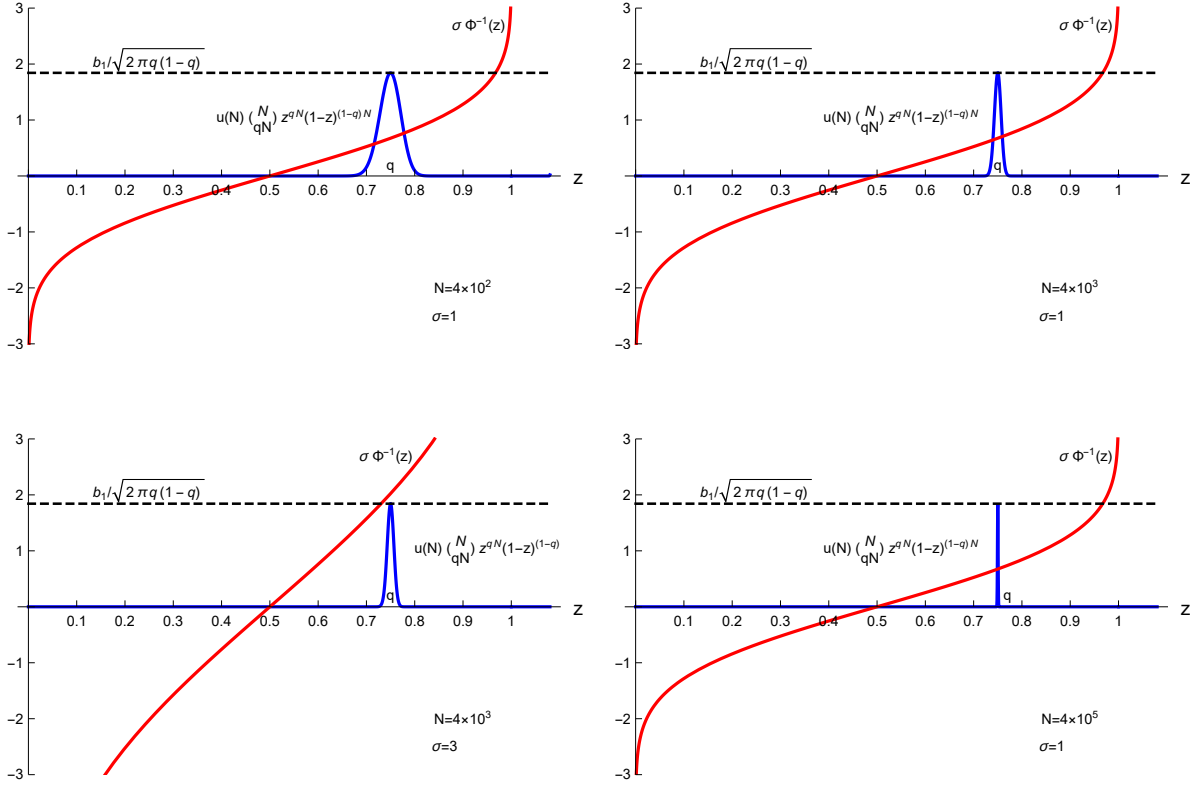 3
σ Φ⁻¹(z)
b₁/√(2 π q (1 − q))
2
u(N) (N qN) z^(q N)(1−z)^((1−q) N)
1
q
0.1 0.2 0.3 0.4 0.5 0.6 0.7 0.8 0.9 1 z
−1
−2
N=4×10²
σ=1
−3
3
σ Φ⁻¹(z)
b₁/√(2 π q (1 − q))
2
u(N) (N qN) z^(q N)(1−z)^((1−q) N)
1
q
0.1 0.2 0.3 0.4 0.5 0.6 0.7 0.8 0.9 1 z
−1
−2
N=4×10³
σ=1
−3
3
σ Φ⁻¹(z)
b₁/√(2 π q (1 − q))
2
u(N) (N qN) z^(q N)(1−z)^((1−q)
1
q
0.1 0.2 0.3 0.4 0.5 0.6 0.7 0.8 0.9 1 z
−1
−2
N=4×10³
σ=3
−3
3
σ Φ⁻¹(z)
b₁/√(2 π q (1 − q))
2
u(N) (N qN) z^(q N)(1−z)^((1−q) N)
1
q
0.1 0.2 0.3 0.4 0.5 0.6 0.7 0.8 0.9 1 z
−1
−2
N=4×10⁵
σ=1
−3